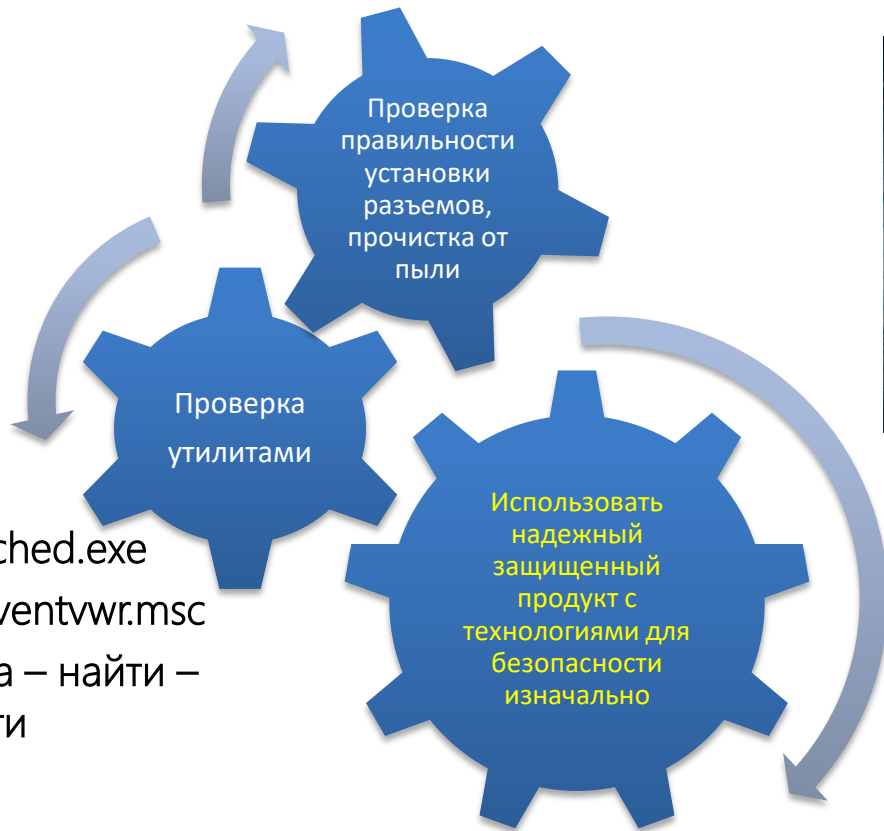 Проверка
правильности
установки
разъемов,
прочистка от
пыли
Проверка
утилитами
Использовать
надежный
защищенный
продукт с
технологиями для
безопасности
изначально
ched.exe
ventvwr.msc
а – найти –
ти